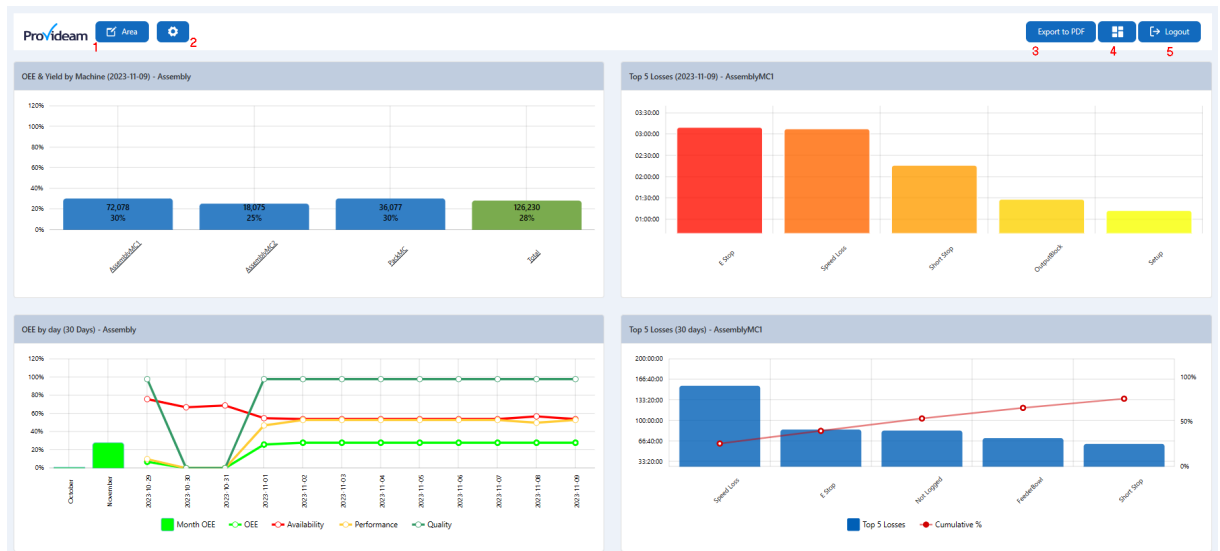 Provideam
Area
1
2
Export to PDF
Logout
3
4
5
OEE & Yield by Machine (2023-11-09) - Assembly
120%
100%
80%
60%
40%
20%
0%
72,078
30%
18,075
25%
36,077
30%
126,230
28%
AssemblyMC1
AssemblyMC2
PackMC
Total
Top 5 Losses (2023-11-09) - AssemblyMC1
03:30:00
03:00:00
02:30:00
02:00:00
01:30:00
01:00:00
E Stop
Speed Loss
Short Stop
OutputBlock
Setup
OEE by day (30 Days) - Assembly
120%
100%
80%
60%
40%
20%
0%
October
November
2023-10-29
2023-10-30
2023-10-31
2023-11-01
2023-11-02
2023-11-03
2023-11-04
2023-11-05
2023-11-06
2023-11-07
2023-11-08
2023-11-09
Month OEE
OEE
Availability
Performance
Quality
Top 5 Losses (30 days) - AssemblyMC1
200:00:00
166:40:00
133:20:00
100:00:00
66:40:00
33:20:00
100%
50%
0%
Speed Loss
E Stop
Not Logged
FeederBowl
Short Stop
Top 5 Losses
Cumulative %